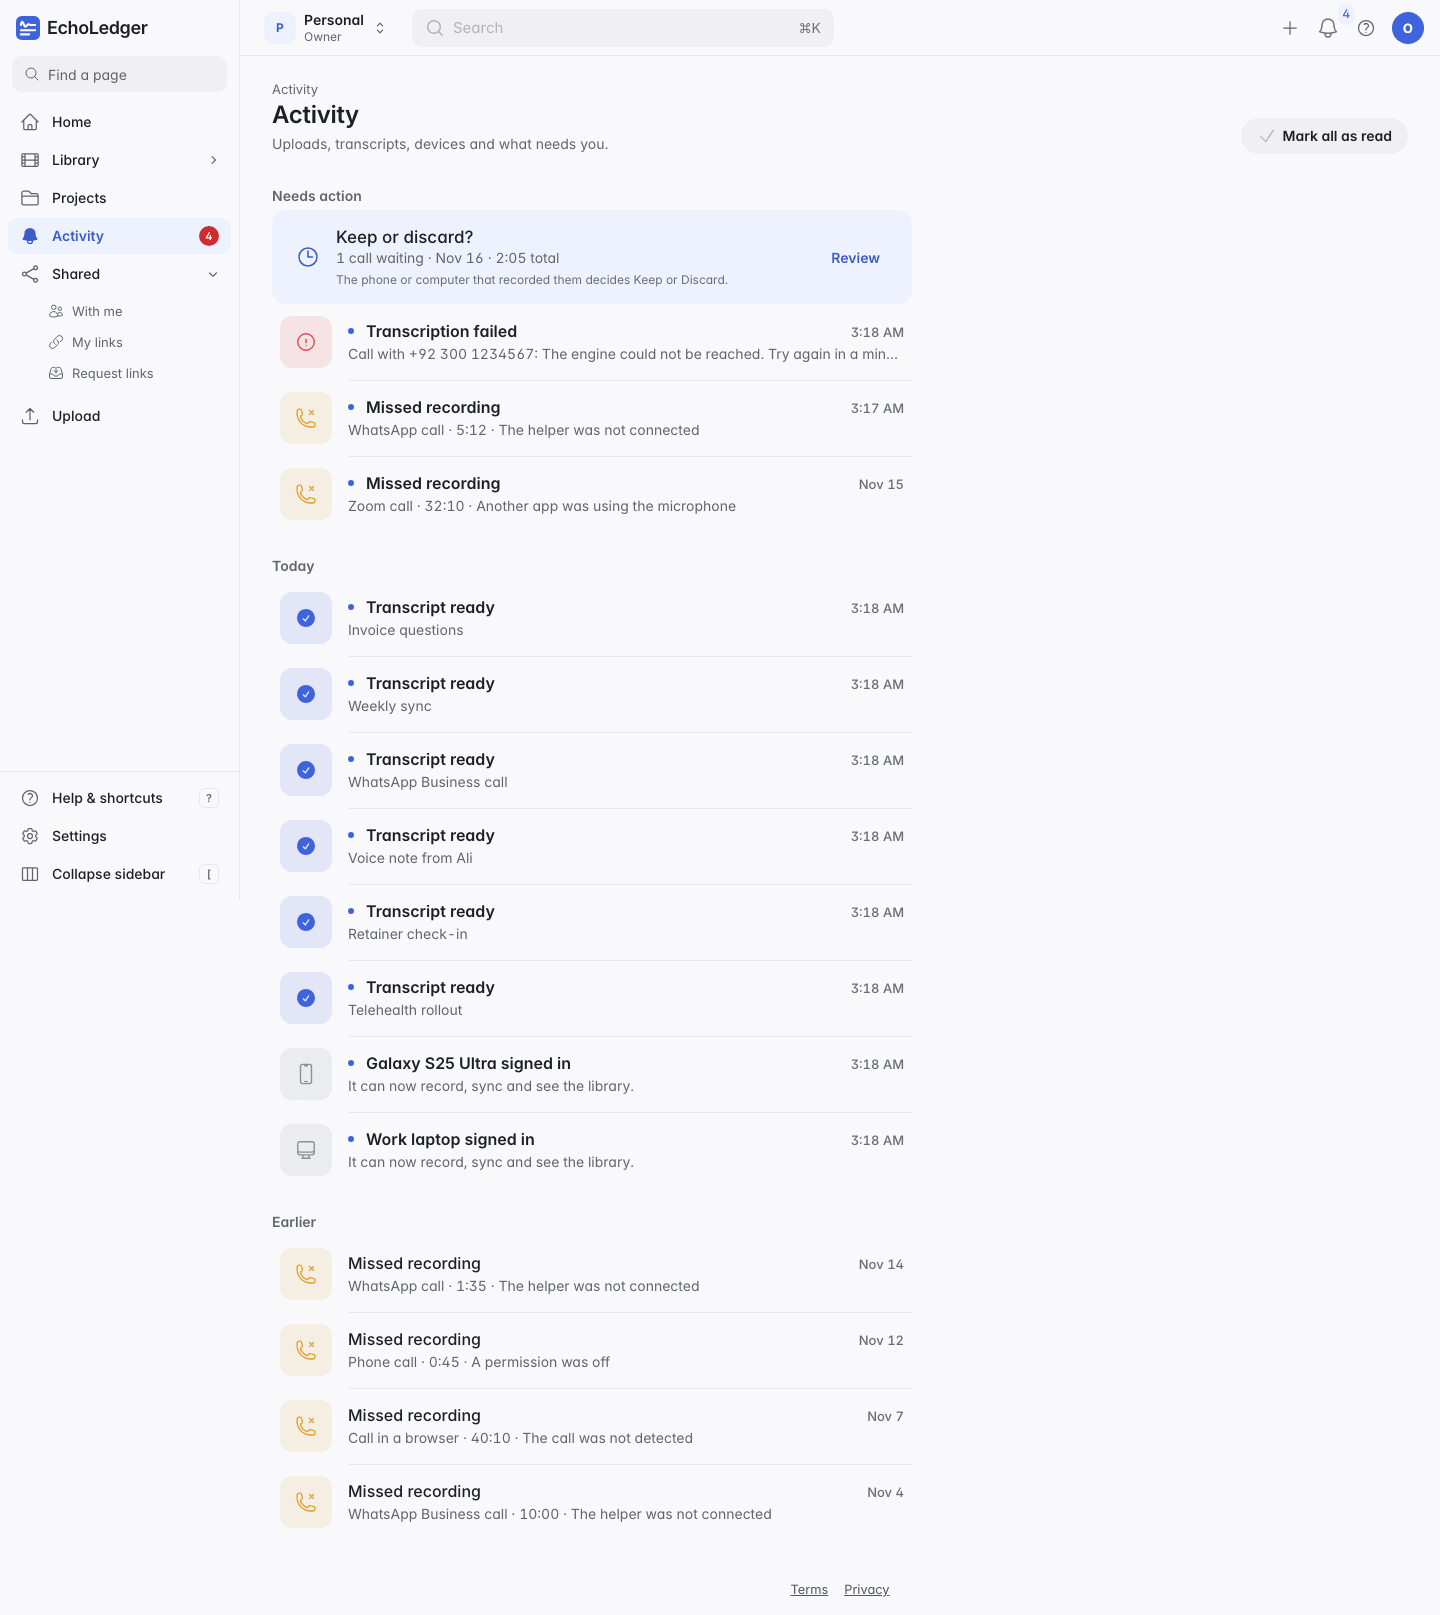 EchoLedger
Find a page
Home
Library
Projects
Activity 4
Shared
With me
My links
Request links
Upload
Help & shortcuts ?
Settings
Collapse sidebar [
P Personal
Owner
Search ⌘K
4
O
Activity
Activity
Uploads, transcripts, devices and what needs you.
Mark all as read
Needs action
Keep or discard?
1 call waiting · Nov 16 · 2:05 total
Review
The phone or computer that recorded them decides Keep or Discard.
Transcription failed 3:18 AM
Call with +92 300 1234567: The engine could not be reached. Try again in a min...
Missed recording 3:17 AM
WhatsApp call · 5:12 · The helper was not connected
Missed recording Nov 15
Zoom call · 32:10 · Another app was using the microphone
Today
Transcript ready 3:18 AM
Invoice questions
Transcript ready 3:18 AM
Weekly sync
Transcript ready 3:18 AM
WhatsApp Business call
Transcript ready 3:18 AM
Voice note from Ali
Transcript ready 3:18 AM
Retainer check-in
Transcript ready 3:18 AM
Telehealth rollout
Galaxy S25 Ultra signed in 3:18 AM
It can now record, sync and see the library.
Work laptop signed in 3:18 AM
It can now record, sync and see the library.
Earlier
Missed recording Nov 14
WhatsApp call · 1:35 · The helper was not connected
Missed recording Nov 12
Phone call · 0:45 · A permission was off
Missed recording Nov 7
Call in a browser · 40:10 · The call was not detected
Missed recording Nov 4
WhatsApp Business call · 10:00 · The helper was not connected
Terms Privacy